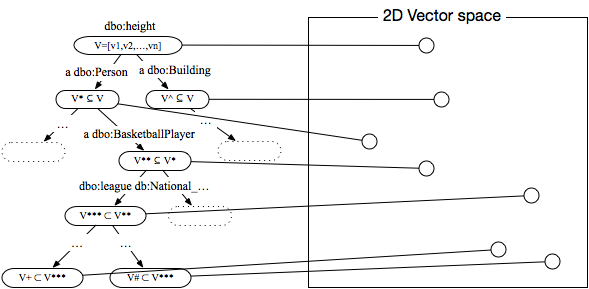 dbo:height
2D Vector space
V=[v1,v2,...,vn]
a dbo:Person
a dbo:Building
V* ⊆ V
V^ ⊆ V
...
...
a dbo:BasketballPlayer
V** ⊆ V*
dbo:league db:National_...
V*** ⊂ V**
...
...
V+ ⊂ V***
V# ⊂ V***